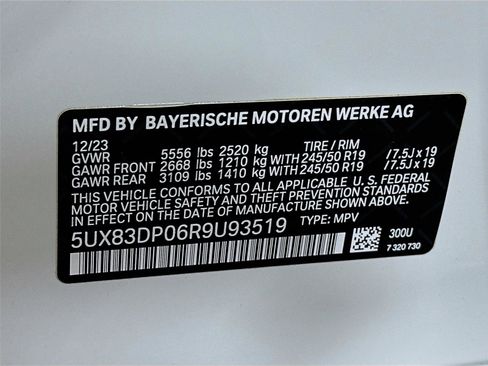 MFD BY BAYERISCHE MOTOREN WERKE AG
12/23 TIRE / RIM
GVWR 5556 lbs 2520 kg
GAWR FRONT 2668 lbs 1210 kg WITH 245/50 R19 / 7.5J x 19
GAWR REAR 3109 lbs 1410 kg WITH 245/50 R19 / 7.5J x 19
THIS VEHICLE CONFORMS TO ALL APPLICABLE U.S. FEDERAL
MOTOR VEHICLE SAFETY AND THEFT PREVENTION STANDARDS
IN EFFECT ON THE DATE OF MANUFACTURE SHOWN ABOVE.
5UX83DP06R9U93519 TYPE: MPV
300U
7 320 730